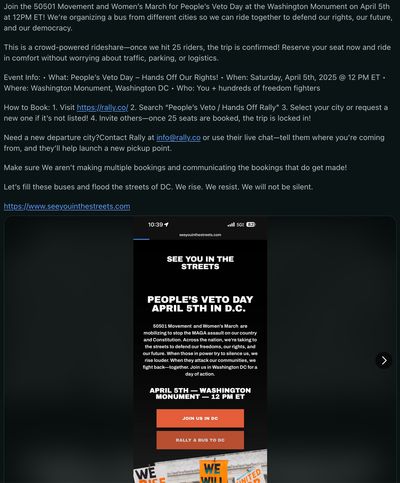 Join the 50501 Movement and Women's March for People's Veto Day at the Washington Monument on April 5th
at 12PM ET! We're organizing a bus from different cities so we can ride together to defend our rights, our future,
and our democracy.
This is a crowd-powered rideshare—once we hit 25 riders, the trip is confirmed! Reserve your seat now and ride
in comfort without worrying about traffic, parking, or logistics.
Event Info: • What: People's Veto Day – Hands Off Our Rights! • When: Saturday, April 5th, 2025 @ 12 PM ET •
Where: Washington Monument, Washington DC • Who: You + hundreds of freedom fighters
How to Book: 1. Visit https://rally.co/ 2. Search "People's Veto / Hands Off Rally" 3. Select your city or request a
new one if it's not listed! 4. Invite others—once 25 seats are booked, the trip is locked in!
Need a new departure city?Contact Rally at info@rally.co or use their live chat—tell them where you're coming
from, and they'll help launch a new pickup point.
Make sure We aren't making multiple bookings and communicating the bookings that do get made!
Let's fill these buses and flood the streets of DC. We rise. We resist. We will not be silent.
https://www.seeyouinthestreets.com
10:39
5G
82
seeyouinthestreets.com
SEE YOU IN THE
STREETS
PEOPLE'S VETO DAY
APRIL 5TH IN D.C.
50501 Movement and Women's March are
mobilizing to stop the MAGA assault on our country
and Constitution. Across the nation, we're taking to
the streets to defend our freedoms, our rights, and
our future. When those in power try to silence us, we
rise louder. When they attack our communities, we
fight back—together. Join us in Washington DC for a
day of action.
APRIL 5TH — WASHINGTON
MONUMENT — 12 PM ET
JOIN US IN DC
RALLY A BUS TO DC
WE
RISE
WE
WILL
UNITED